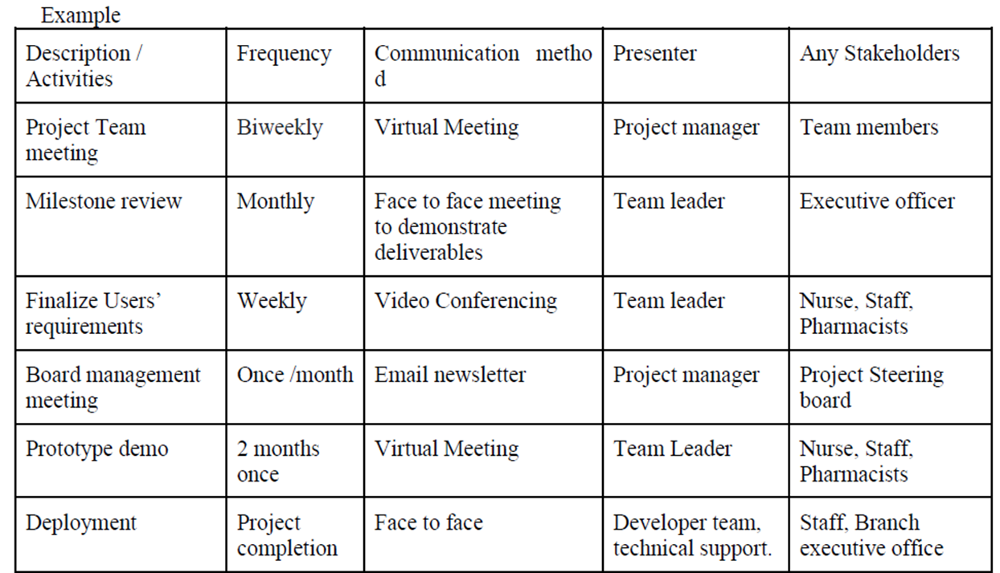 Example
Description / Activities | Frequency | Communication metho d | Presenter | Any Stakeholders
Project Team meeting | Biweekly | Virtual Meeting | Project manager | Team members
Milestone review | Monthly | Face to face meeting to demonstrate deliverables | Team leader | Executive officer
Finalize Users’ requirements | Weekly | Video Conferencing | Team leader | Nurse, Staff, Pharmacists
Board management meeting | Once /month | Email newsletter | Project manager | Project Steering board
Prototype demo | 2 months once | Virtual Meeting | Team Leader | Nurse, Staff, Pharmacists
Deployment | Project completion | Face to face | Developer team, technical support. | Staff, Branch executive office